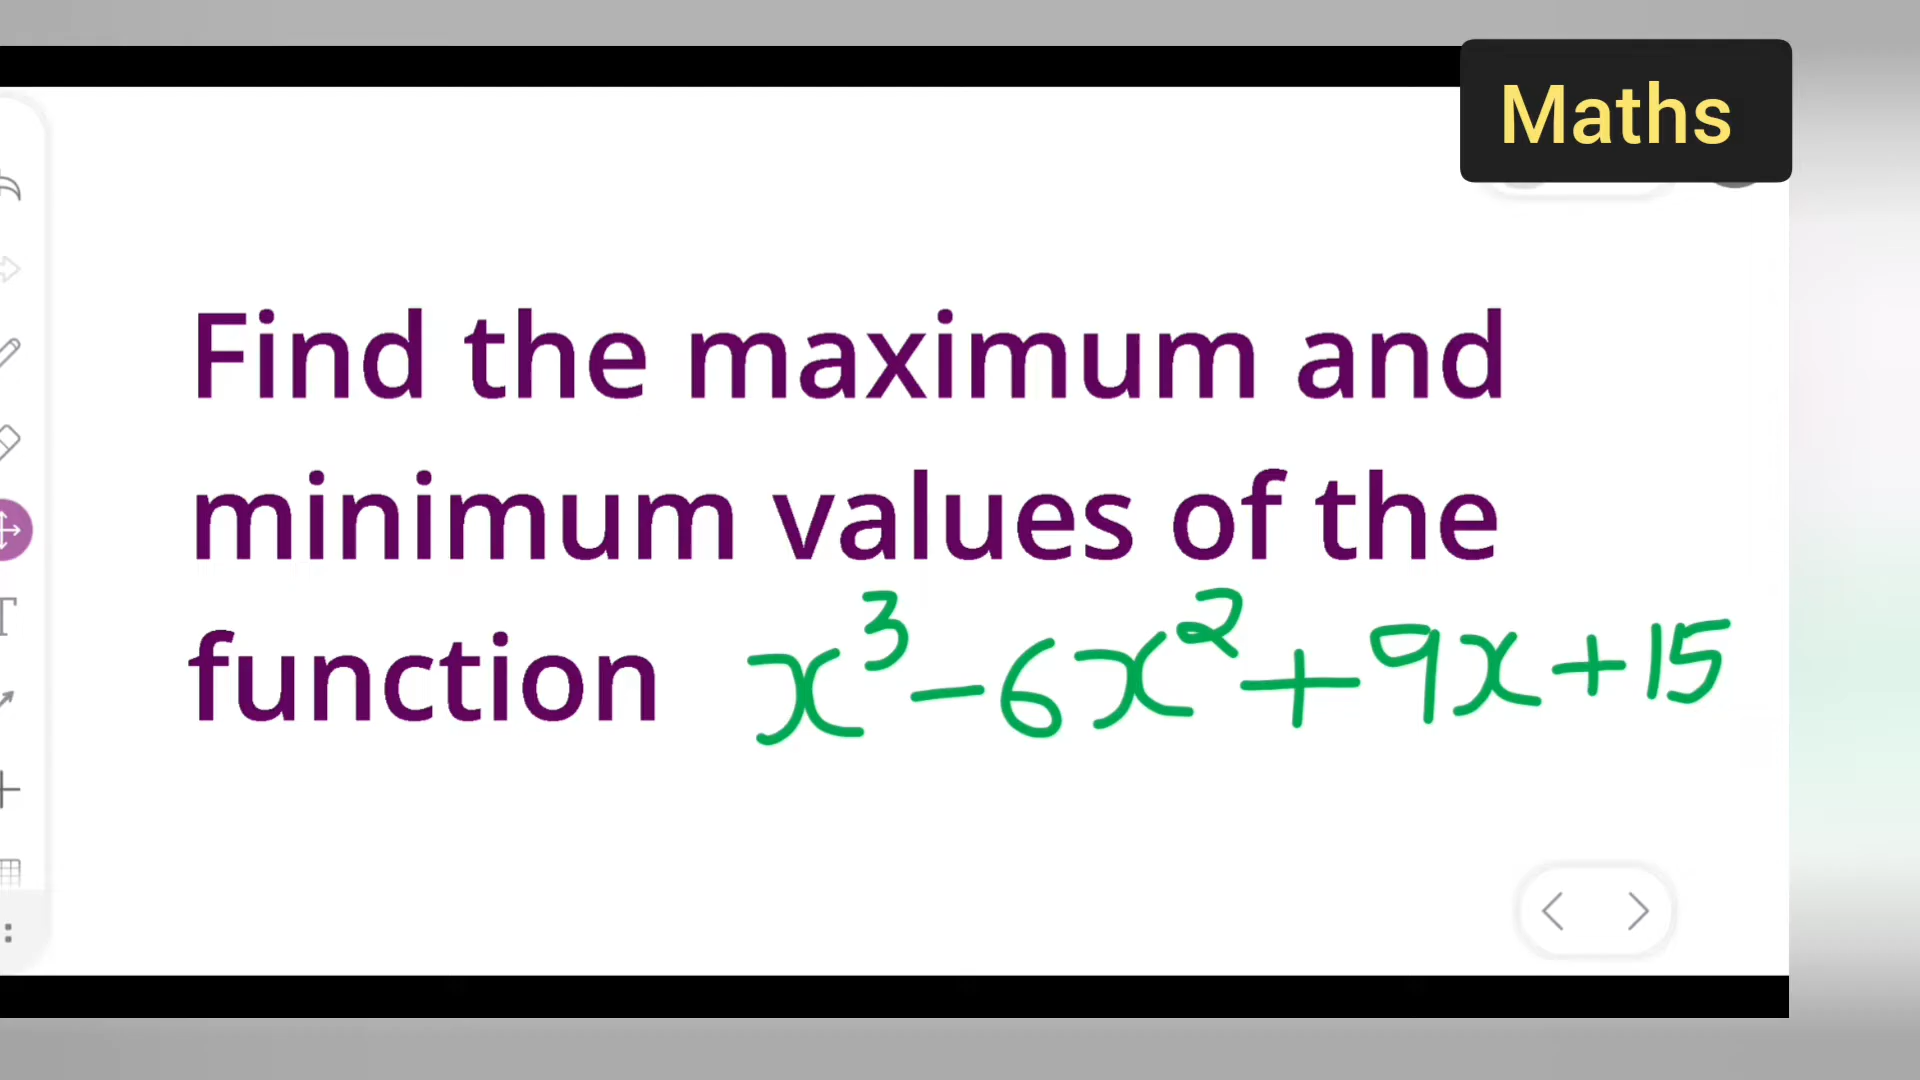 Maths
Find the maximum and
minimum values of the
function x³-6x²+9x+15